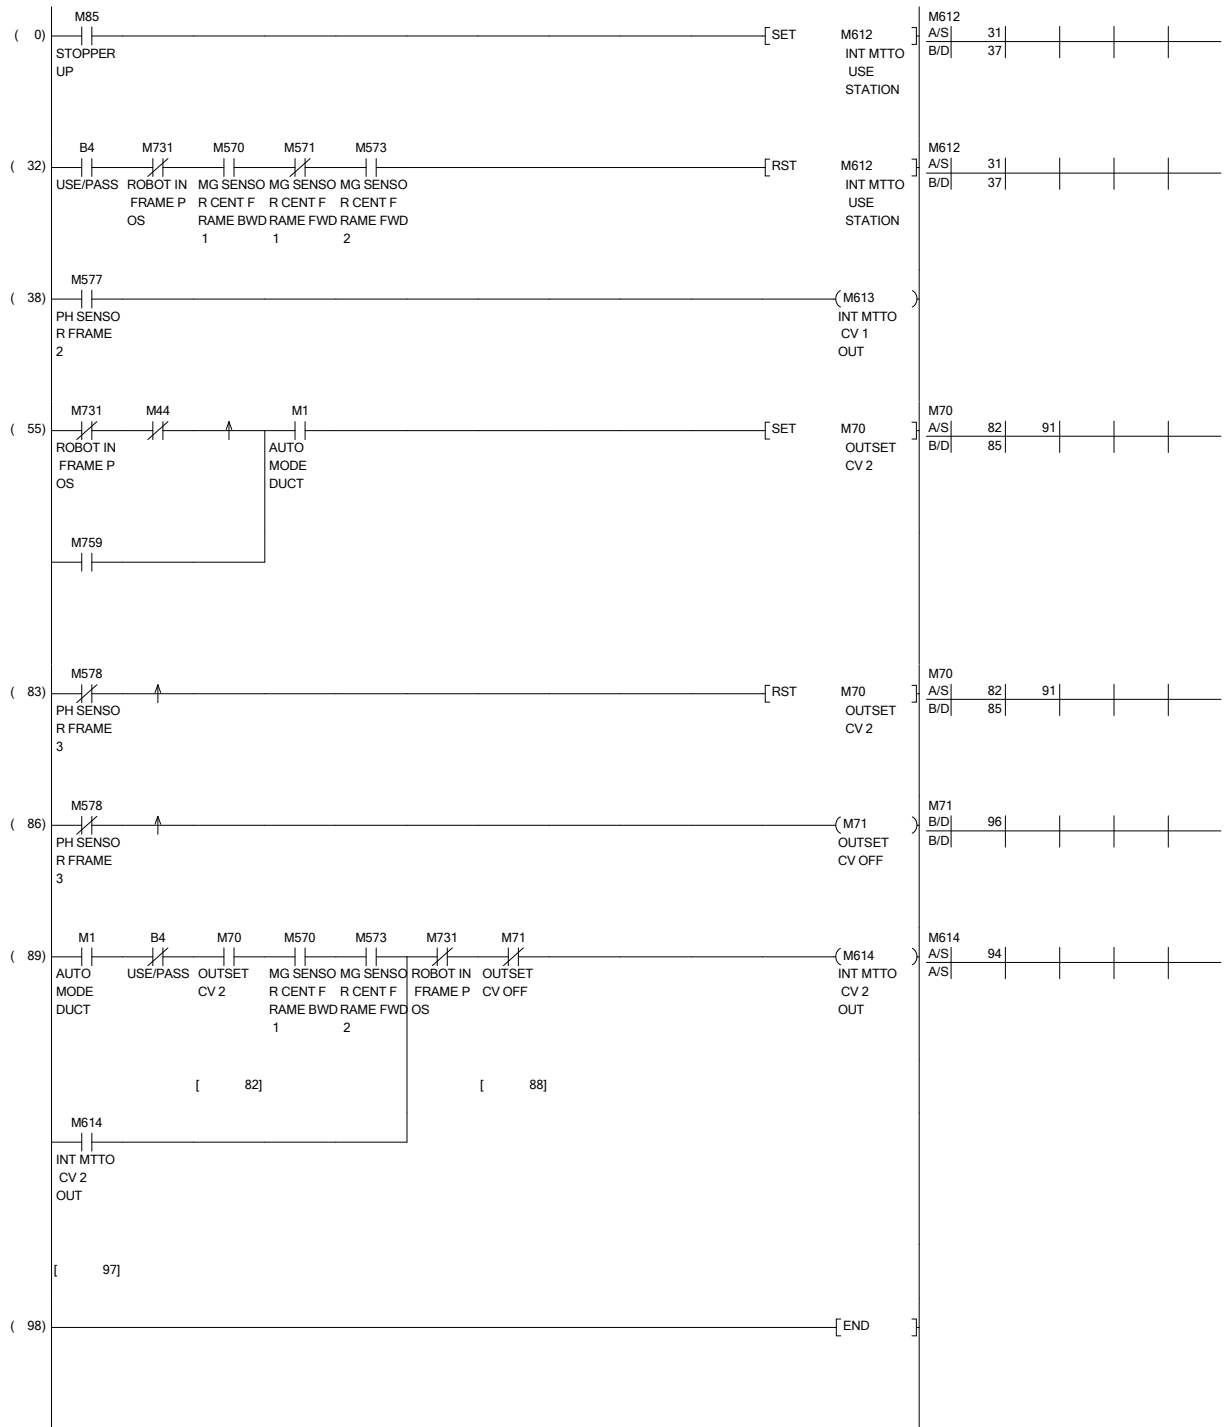 M85 M612
( 0) SET M612 A/S 31
STOPPER INT MTTO B/D 37
UP USE
STATION
B4 M731 M570 M571 M573 M612
( 32) RST M612 A/S 31
USE/PASS ROBOT IN MG SENSO MG SENSO MG SENSO INT MTTO B/D 37
FRAME P R CENT F R CENT F R CENT F USE
OS RAME BWD RAME FWD RAME FWD STATION
1 1 2
M577
( 38) M613
PH SENSO INT MTTO
R FRAME CV 1
2 OUT
M731 M44 M1 M70
( 55) SET M70 A/S 82 91
ROBOT IN AUTO OUTSET B/D 85
FRAME P MODE CV 2
OS DUCT
M759
M578 M70
( 83) RST M70 A/S 82 91
PH SENSO OUTSET B/D 85
R FRAME CV 2
3
M578 M71
( 86) M71 B/D 96
PH SENSO OUTSET B/D
R FRAME CV OFF
3
M1 B4 M70 M570 M573 M731 M71 M614
( 89) M614 A/S 94
AUTO USE/PASS OUTSET MG SENSO MG SENSO ROBOT IN OUTSET INT MTTO A/S
MODE CV 2 R CENT F R CENT F FRAME P CV OFF CV 2
DUCT RAME BWD RAME FWD OS OUT
1 2
[ 82] [ 88]
M614
INT MTTO
CV 2
OUT
[ 97]
( 98) END